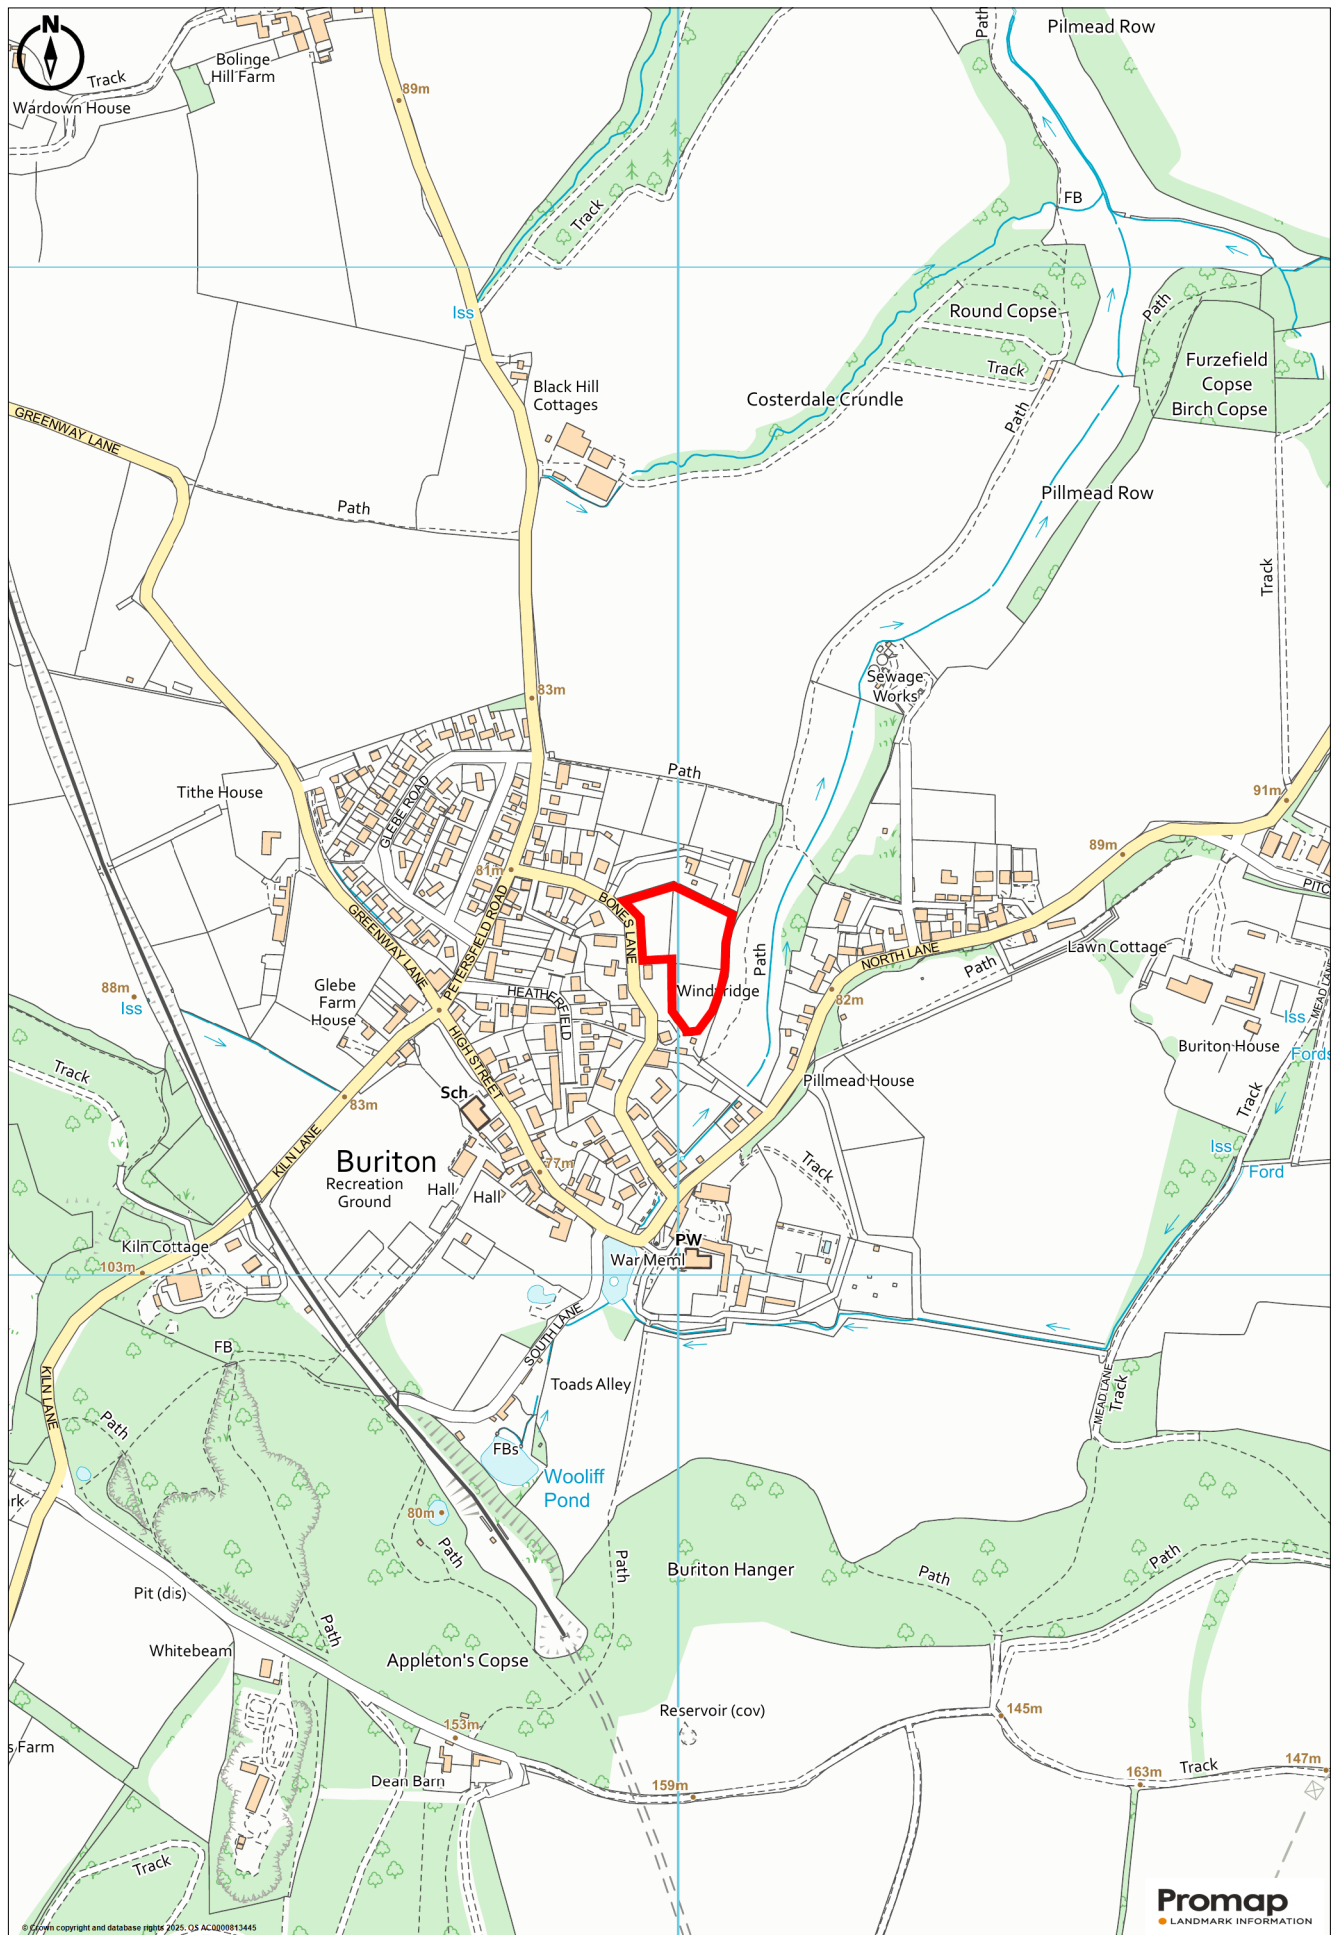 N
Pilmead Row
Path
Bolinge
Hill Farm
Track
Wardown House
89m
Track
FB
Iss
Round Copse
Path
Track
Furzefield
Copse
Birch Copse
Black Hill
Cottages
Costerdale Crundle
Path
GREENWAY LANE
Path
Pillmead Row
Track
83m
Sewage
Works
Path
Tithe House
GLEBE ROAD
91m
89m
81m
BONES LANE
PETERSFIELD ROAD
GREENWAY LANE
NORTH LANE
Path
Path
Lawn Cottage
MEAD LANE
88m
Iss
Glebe
Farm
House
HEATHERFIELD
82m
Iss
Buriton House
Fords
HIGH STREET
Track
Sch
83m
Pillmead House
Track
KILN LANE
Buriton
Recreation
Ground
77m
Hall
Hall
Track
Iss
Ford
Kiln Cottage
103m
PW
War Meml
SOUTH LANE
FB
Toads Alley
KILN LANE
Path
MEAD LANE
Track
FBs
Wooliff
Pond
80m
Path
Path
Buriton Hanger
Path
Path
Pit (dis)
Path
Whitebeam
Appleton's Copse
Reservoir (cov)
145m
153m
s Farm
Dean Barn
159m
163m
Track
147m
Track
Promap
LANDMARK INFORMATION
© Crown copyright and database rights 2025. OS AC0000813445